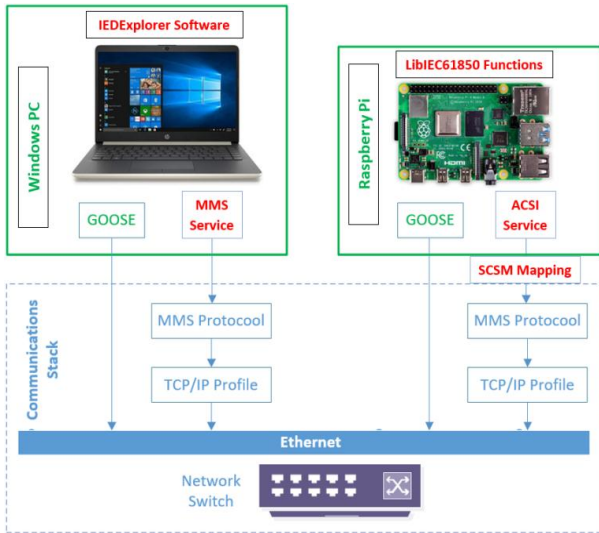 IEDExplorer Software
LibIEC61850 Functions
Windows PC
Raspberry Pi
HDMI
GOOSE
MMS
Service
GOOSE
ACSI
Service
SCSM Mapping
Communications
Stack
MMS Protocool
MMS Protocool
TCP/IP Profile
TCP/IP Profile
Ethernet
Network
Switch